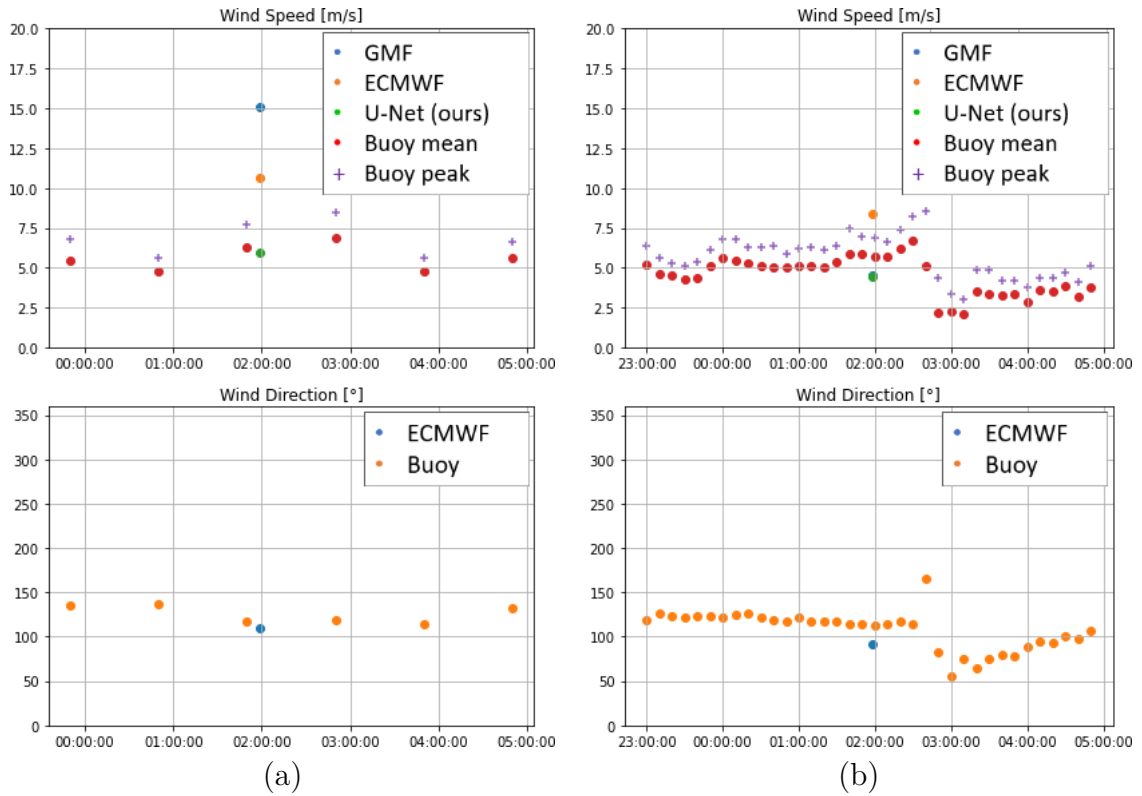 Wind Speed [m/s]
20.0
17.5
15.0
12.5
10.0
7.5
5.0
2.5
0.0
GMF
ECMWF
U-Net (ours)
Buoy mean
Buoy peak
00:00:00 01:00:00 02:00:00 03:00:00 04:00:00 05:00:00
Wind Speed [m/s]
20.0
17.5
15.0
12.5
10.0
7.5
5.0
2.5
0.0
GMF
ECMWF
U-Net (ours)
Buoy mean
Buoy peak
23:00:00 00:00:00 01:00:00 02:00:00 03:00:00 04:00:00 05:00:00
Wind Direction [°]
350
300
250
200
150
100
50
0
ECMWF
Buoy
00:00:00 01:00:00 02:00:00 03:00:00 04:00:00 05:00:00
Wind Direction [°]
350
300
250
200
150
100
50
0
ECMWF
Buoy
23:00:00 00:00:00 01:00:00 02:00:00 03:00:00 04:00:00 05:00:00
(a)
(b)